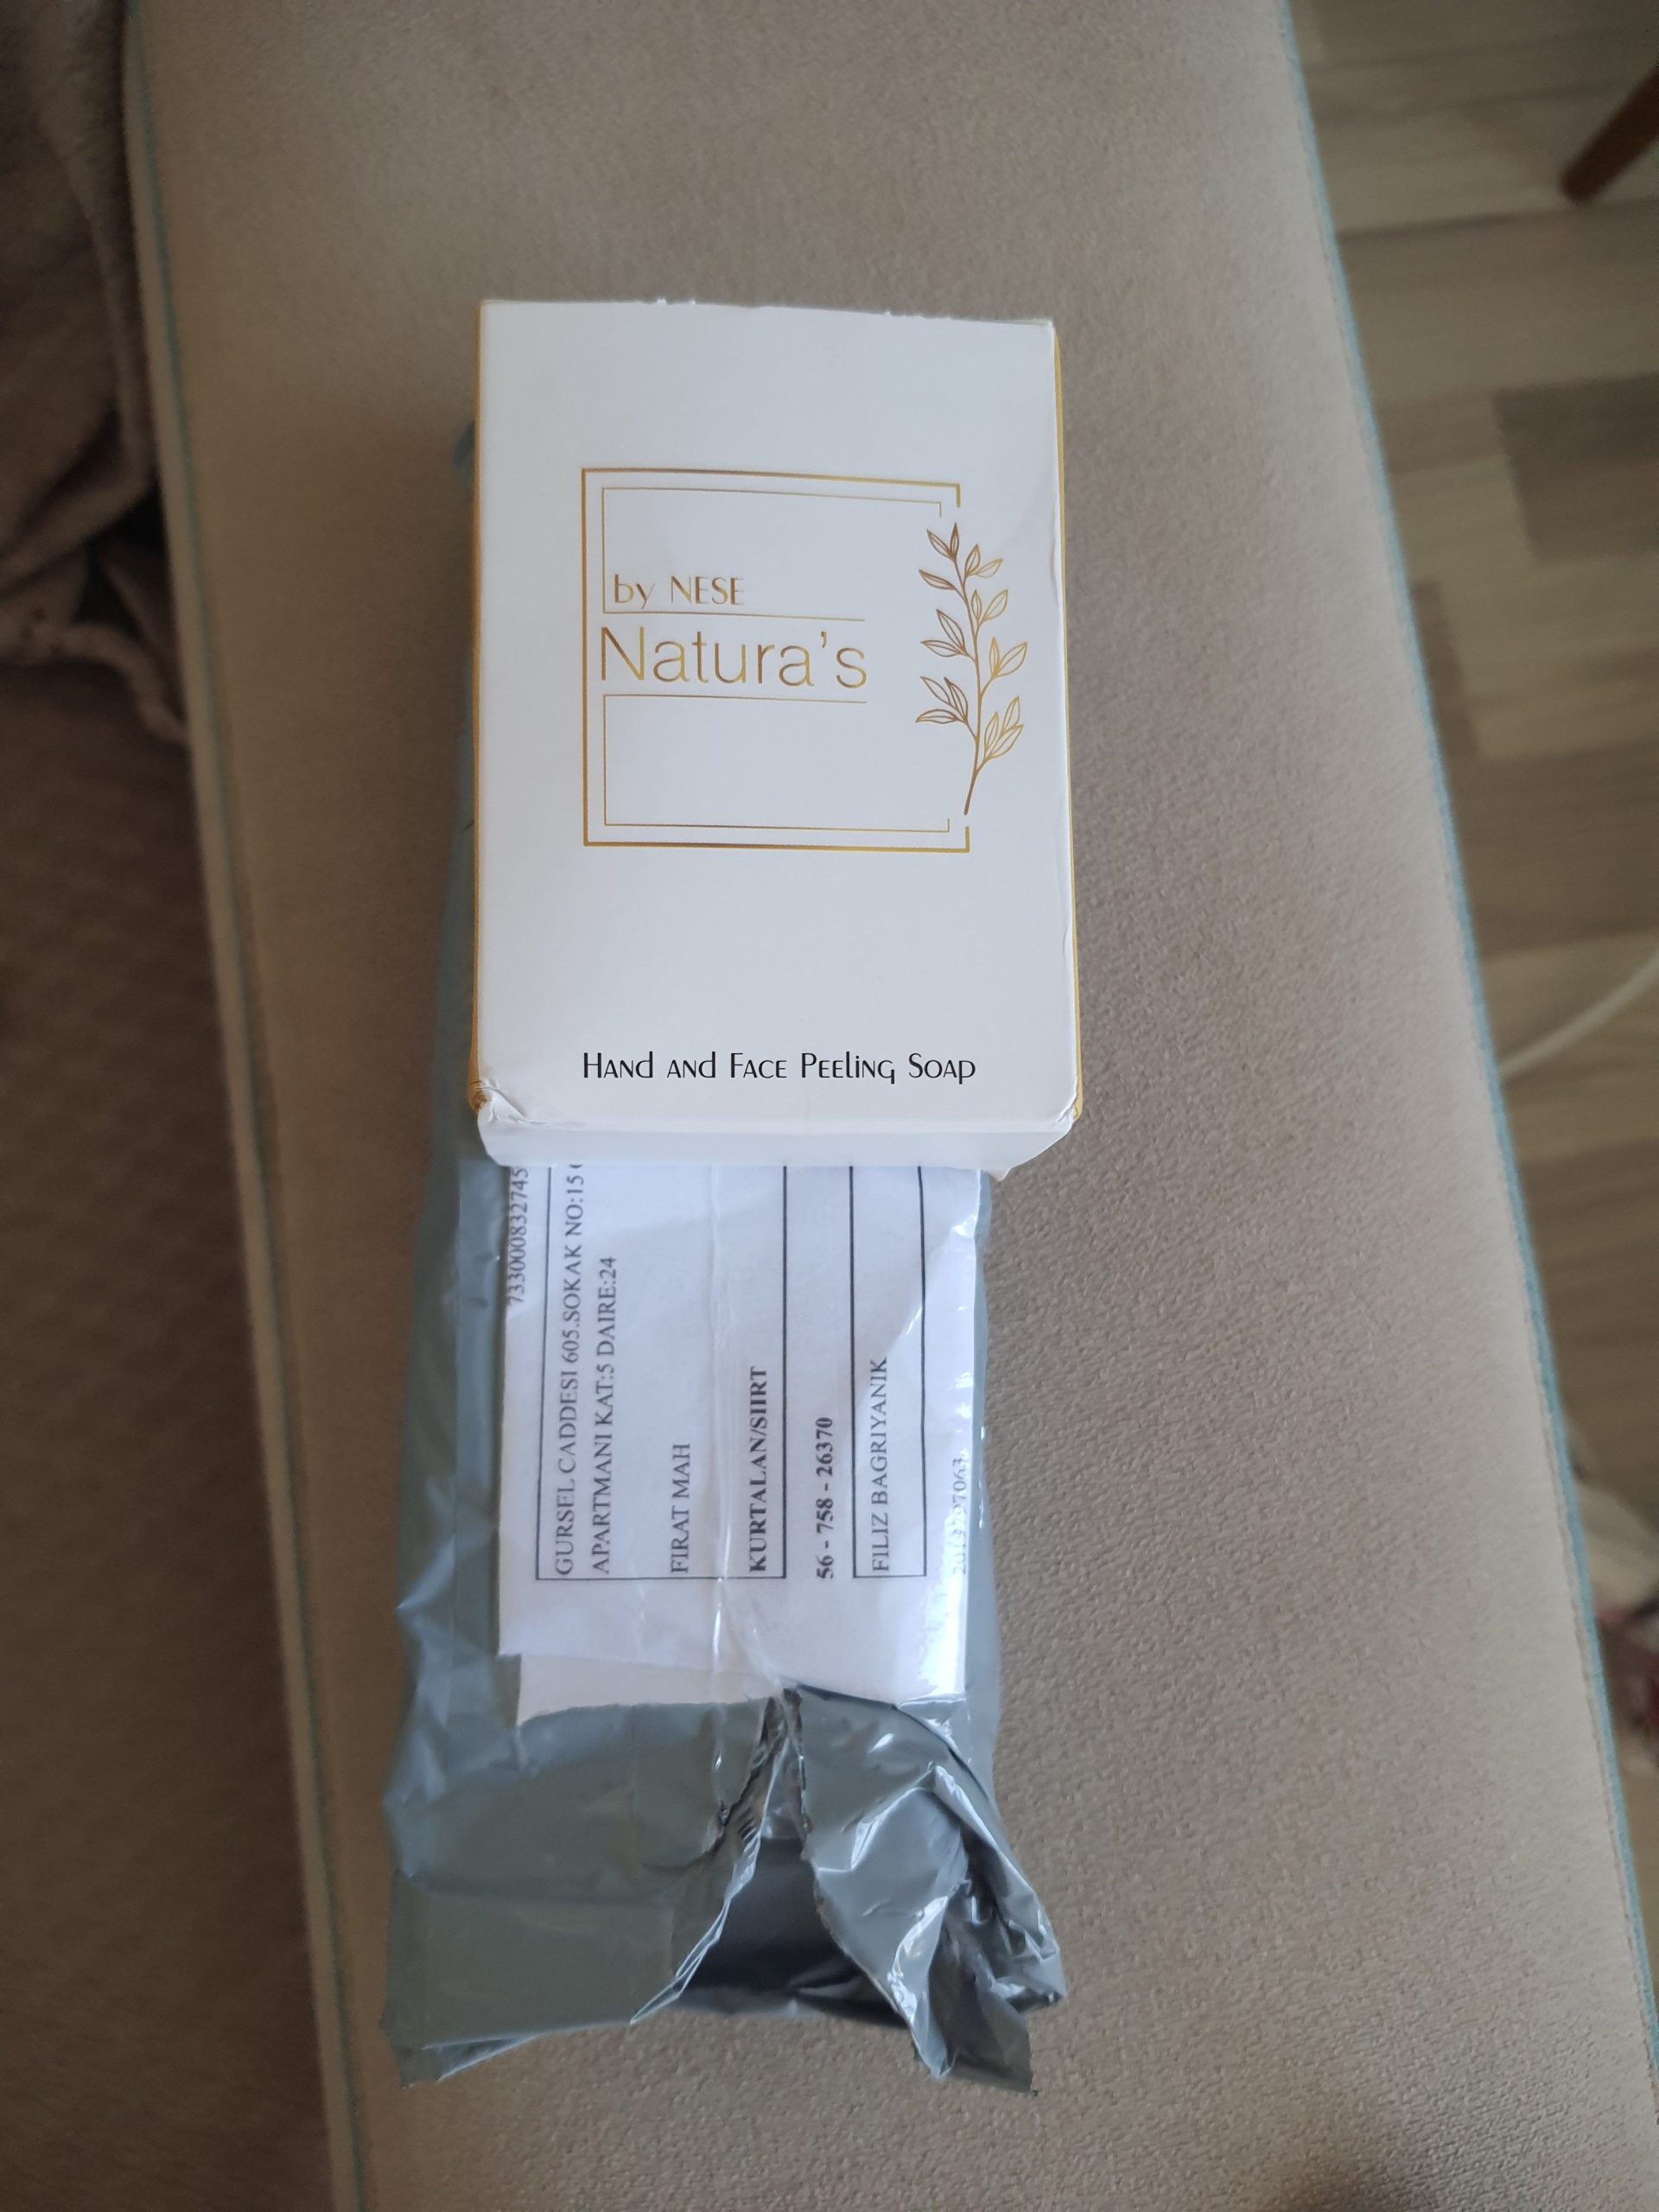 by NESE
Natura's
Hand and Face Peeling Soap
733000832745
GURSEL CADDESI 605.SOKAK NO:15
APARTMANI KAT:5 DAIRE:24
FIRAT MAH
KURTALAN/SIIRT
56 - 758 - 26370
FILIZ BAGRIYANIK